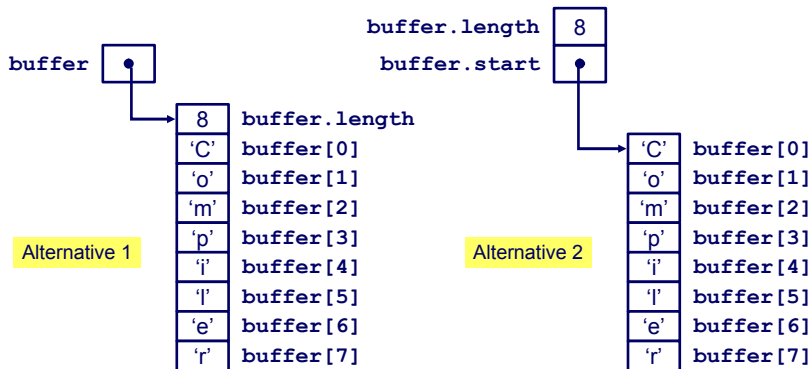 buffer.length 8
buffer buffer.start
8 buffer.length
‘C’ buffer[0] ‘C’ buffer[0]
‘o’ buffer[1] ‘o’ buffer[1]
‘m’ buffer[2] ‘m’ buffer[2]
‘p’ buffer[3] ‘p’ buffer[3]
Alternative 1 Alternative 2
‘i’ buffer[4] ‘i’ buffer[4]
‘l’ buffer[5] ‘l’ buffer[5]
‘e’ buffer[6] ‘e’ buffer[6]
‘r’ buffer[7] ‘r’ buffer[7]